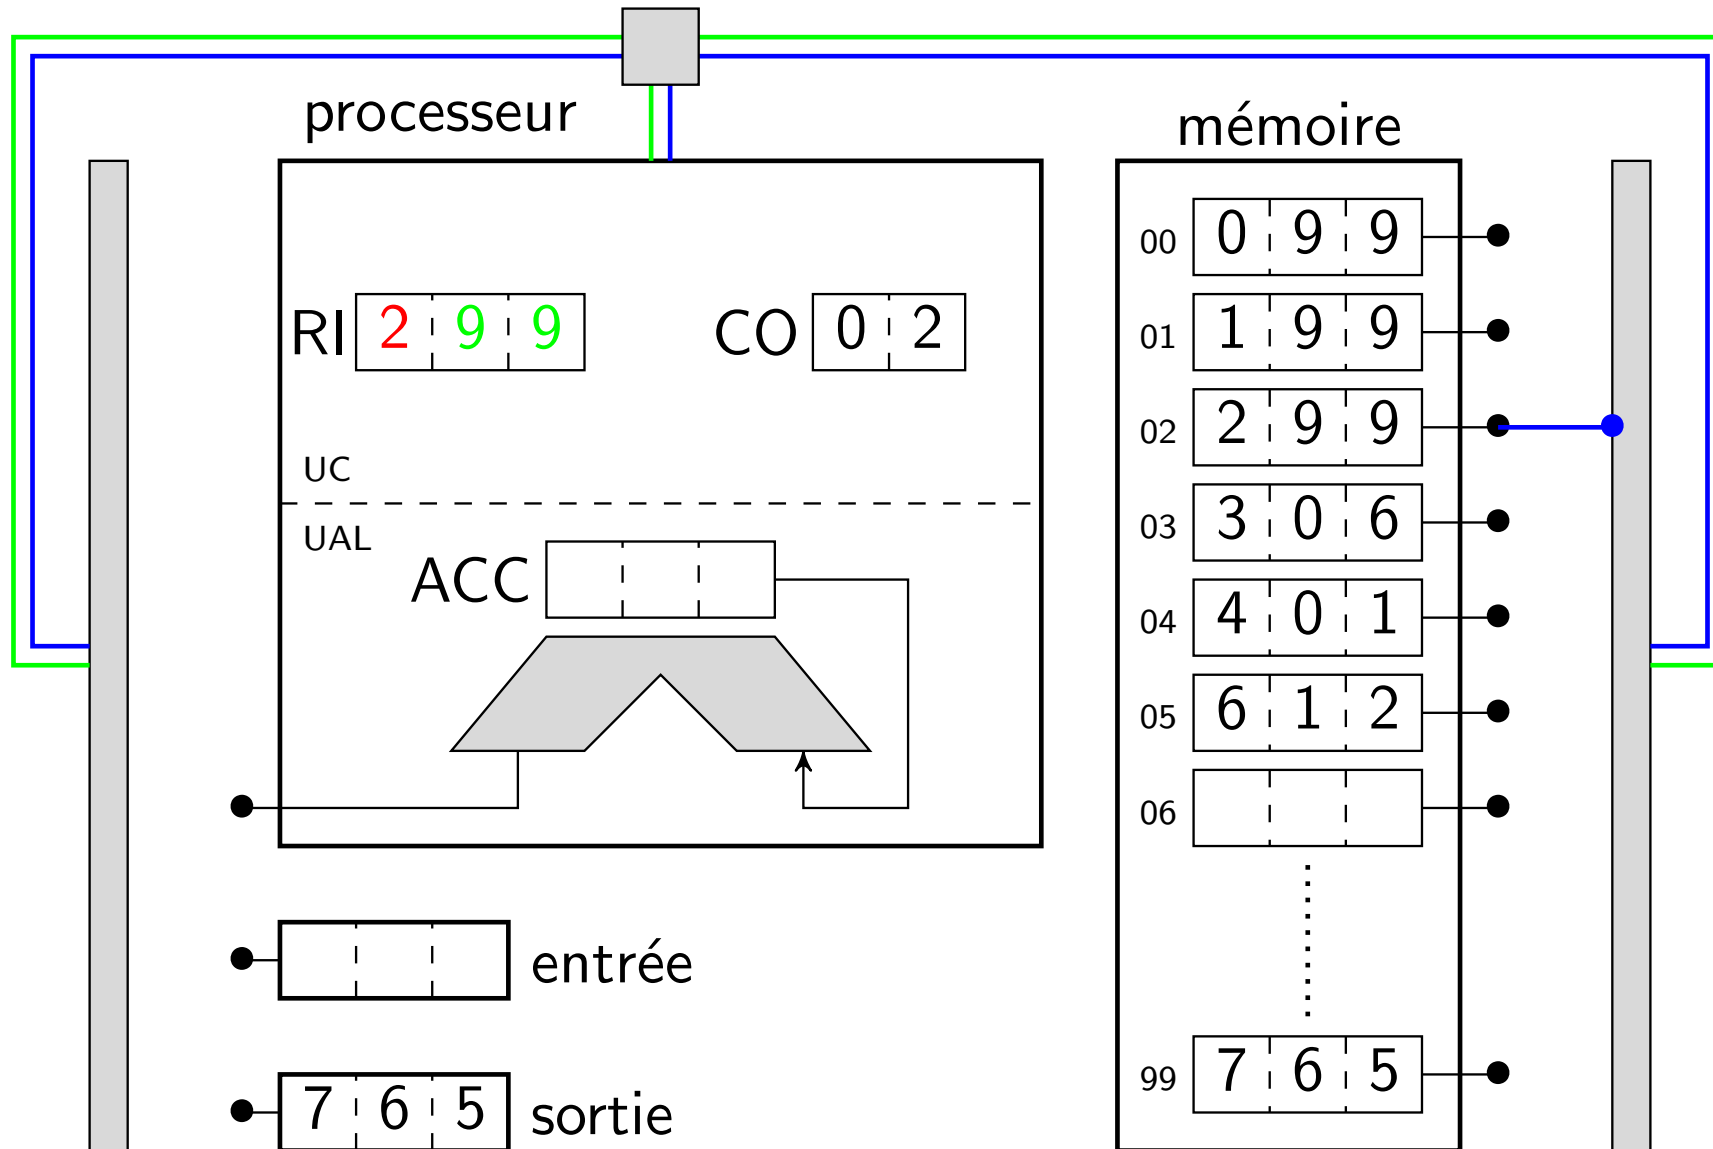 processeur
mémoire
00 0 9 9
RI 2 9 9
CO 0 2
01 1 9 9
02 2 9 9
UC
UAL
03 3 0 6
ACC
04 4 0 1
05 6 1 2
06
entrée
99 7 6 5
7 6 5 sortie